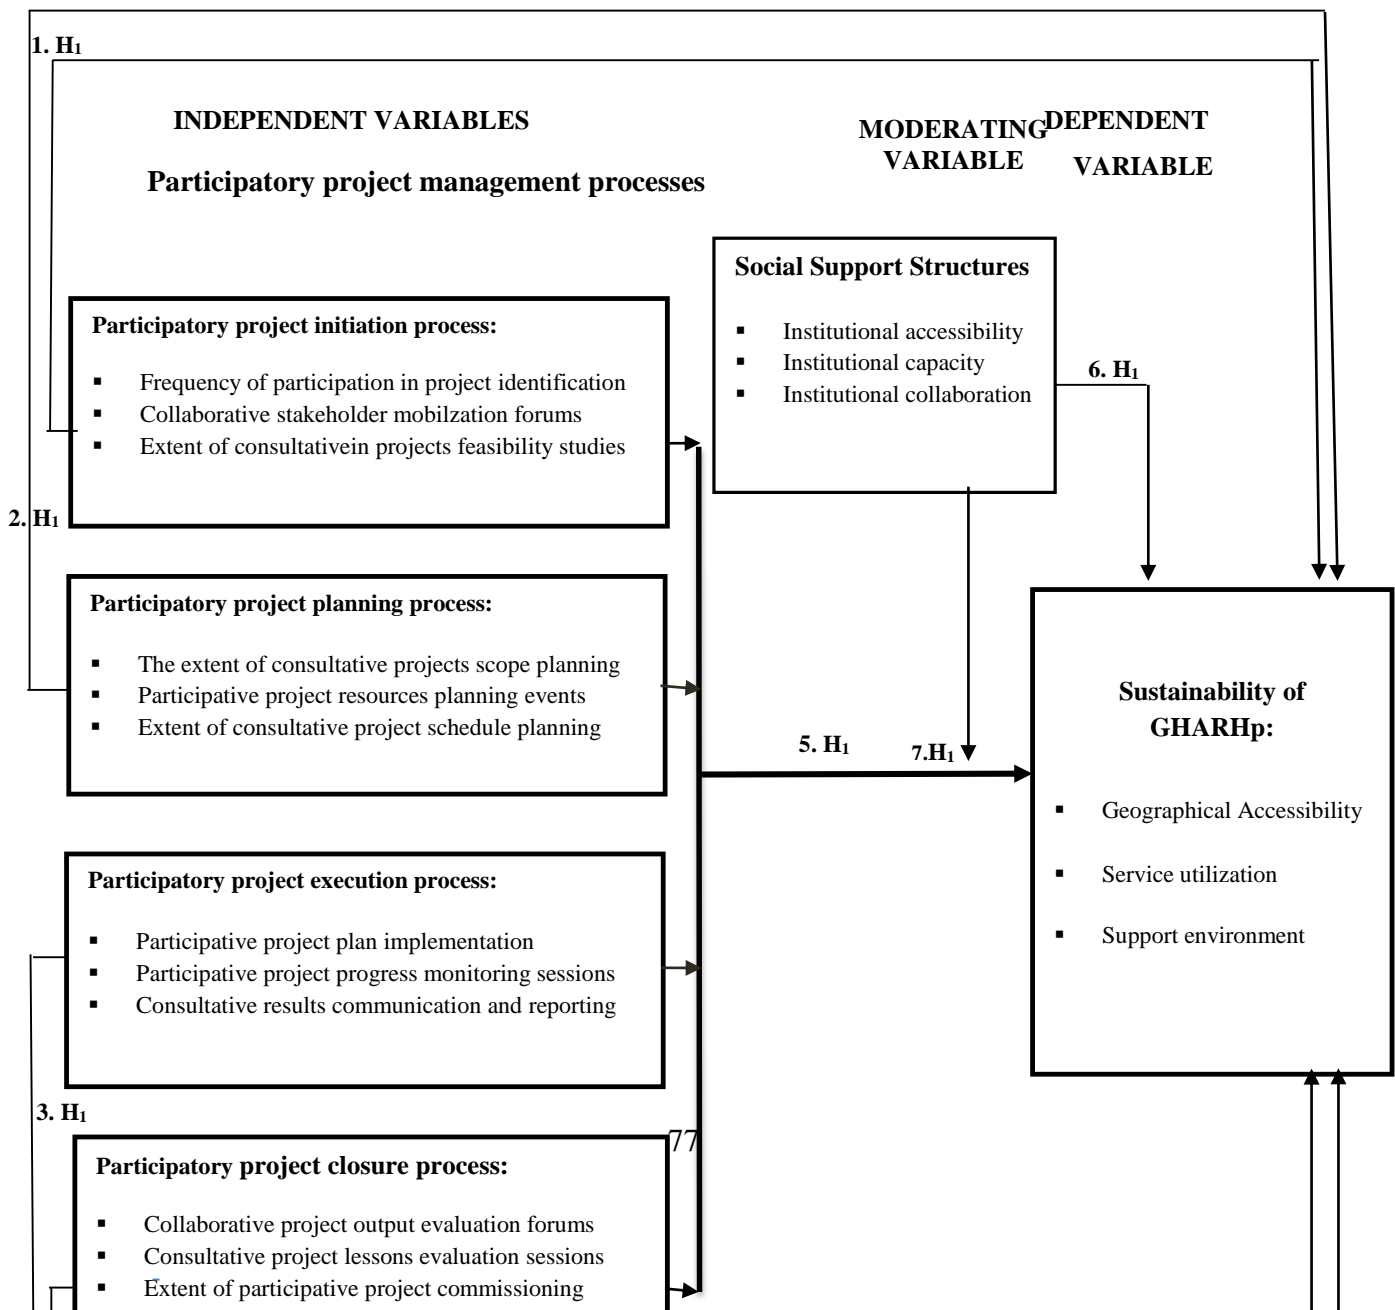 1. H1
INDEPENDENT VARIABLES
Participatory project management processes
MODERATING
VARIABLE
DEPENDENT
VARIABLE
Social Support Structures
▪ Institutional accessibility
▪ Institutional capacity
▪ Institutional collaboration
6. H1
Participatory project initiation process:
▪ Frequency of participation in project identification
▪ Collaborative stakeholder mobilzation forums
▪ Extent of consultativein projects feasibility studies
2. H1
Participatory project planning process:
▪ The extent of consultative projects scope planning
▪ Participative project resources planning events
▪ Extent of consultative project schedule planning
5. H1
7.H1
Sustainability of
GHARHp:
▪ Geographical Accessibility
▪ Service utilization
▪ Support environment
Participatory project execution process:
▪ Participative project plan implementation
▪ Participative project progress monitoring sessions
▪ Consultative results communication and reporting
3. H1
77
Participatory project closure process:
▪ Collaborative project output evaluation forums
▪ Consultative project lessons evaluation sessions
▪ Extent of participative project commissioning